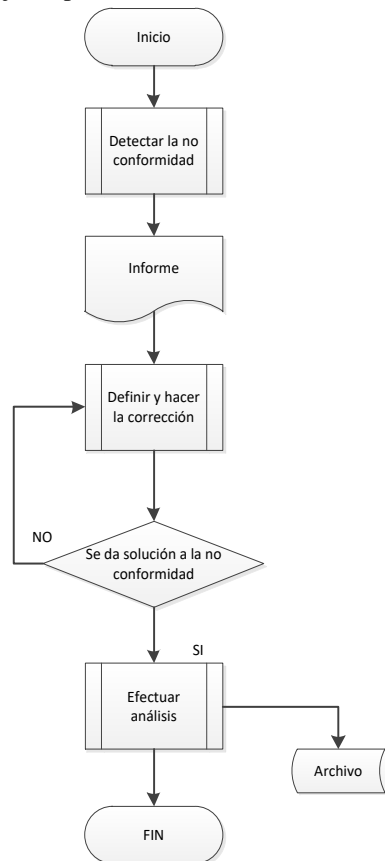 Inicio
Detectar la no
conformidad
Informe
Definir y hacer
la corrección
NO
Se da solución a la no
conformidad
SI
Efectuar
análisis
Archivo
FIN